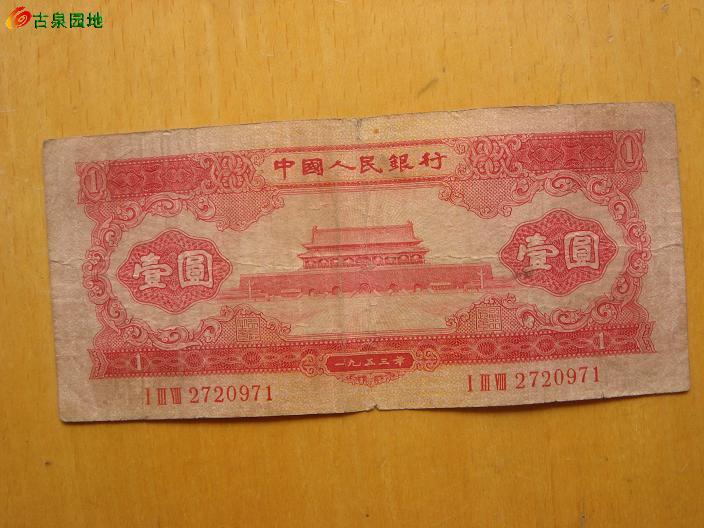 古泉园地
1 中國人民銀行 1
壹圓 壹圓
1 一九五三年 1
I III VIII 2720971 I III VIII 2720971